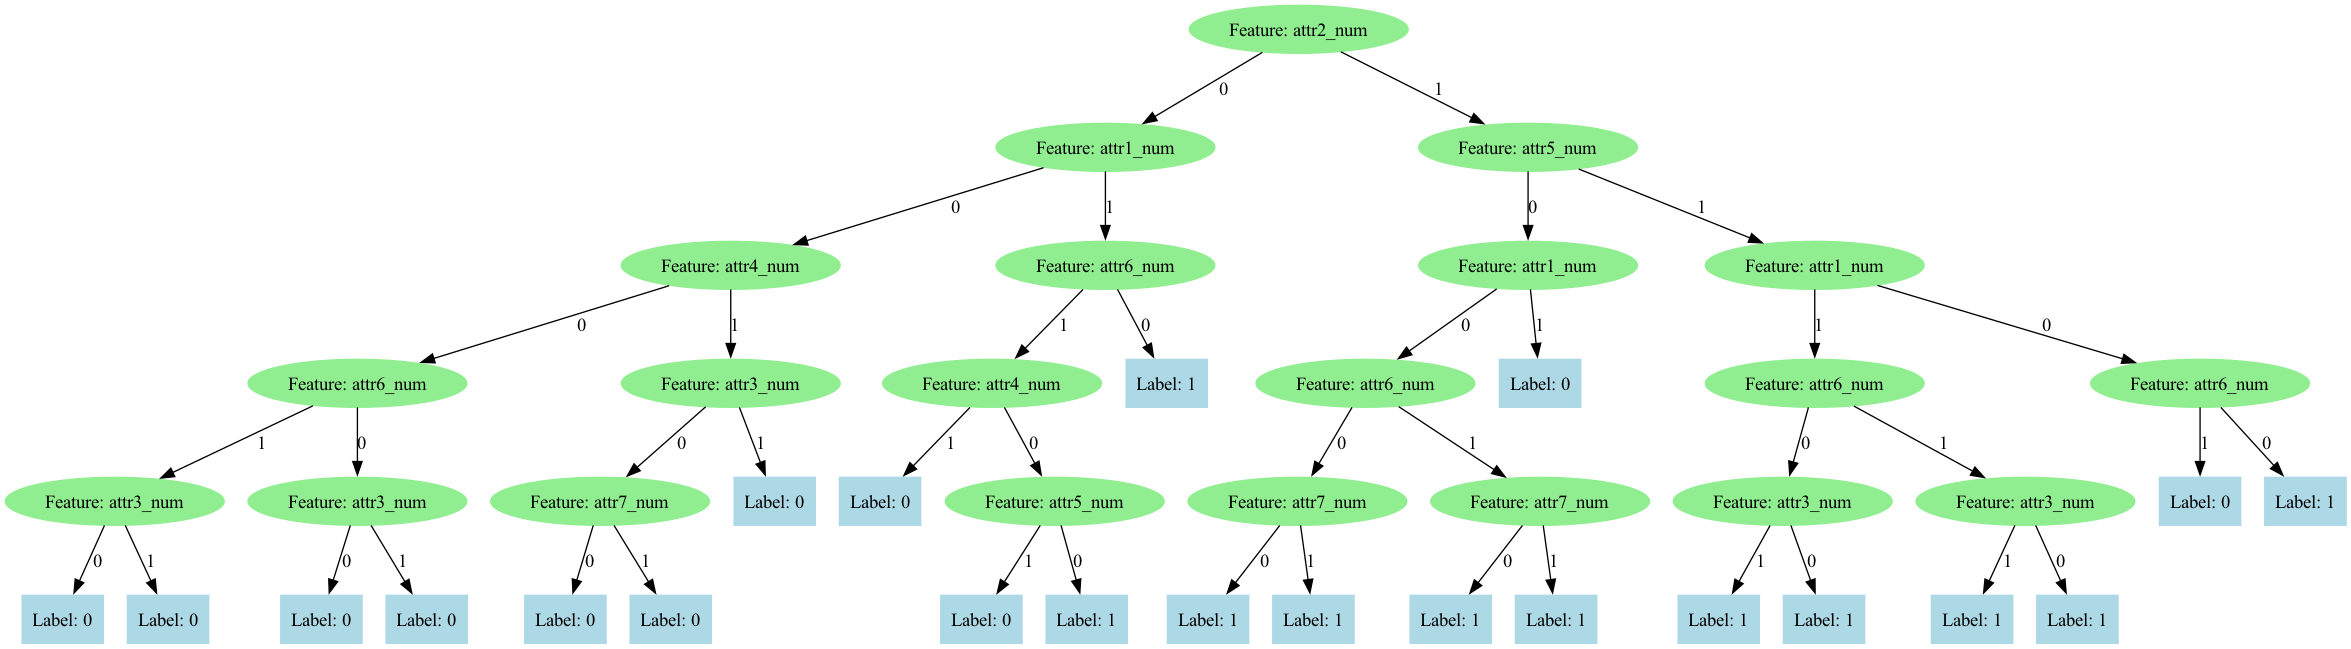 Feature: attr2_num
0
1
Feature: attr1_num
Feature: attr5_num
0
1
0
1
Feature: attr4_num
Feature: attr6_num
Feature: attr1_num
Feature: attr1_num
0
1
1
0
0
1
1
0
Feature: attr6_num
Feature: attr3_num
Feature: attr4_num
Label: 1
Feature: attr6_num
Label: 0
Feature: attr6_num
Feature: attr6_num
1
0
0
1
1
0
0
1
0
1
1
0
Feature: attr3_num
Feature: attr3_num
Feature: attr7_num
Label: 0
Label: 0
Feature: attr5_num
Feature: attr7_num
Feature: attr7_num
Feature: attr3_num
Feature: attr3_num
Label: 0
Label: 1
0
1
0
1
0
1
1
0
0
1
0
1
1
0
1
0
Label: 0
Label: 0
Label: 0
Label: 0
Label: 0
Label: 0
Label: 0
Label: 1
Label: 1
Label: 1
Label: 1
Label: 1
Label: 1
Label: 1
Label: 1
Label: 1